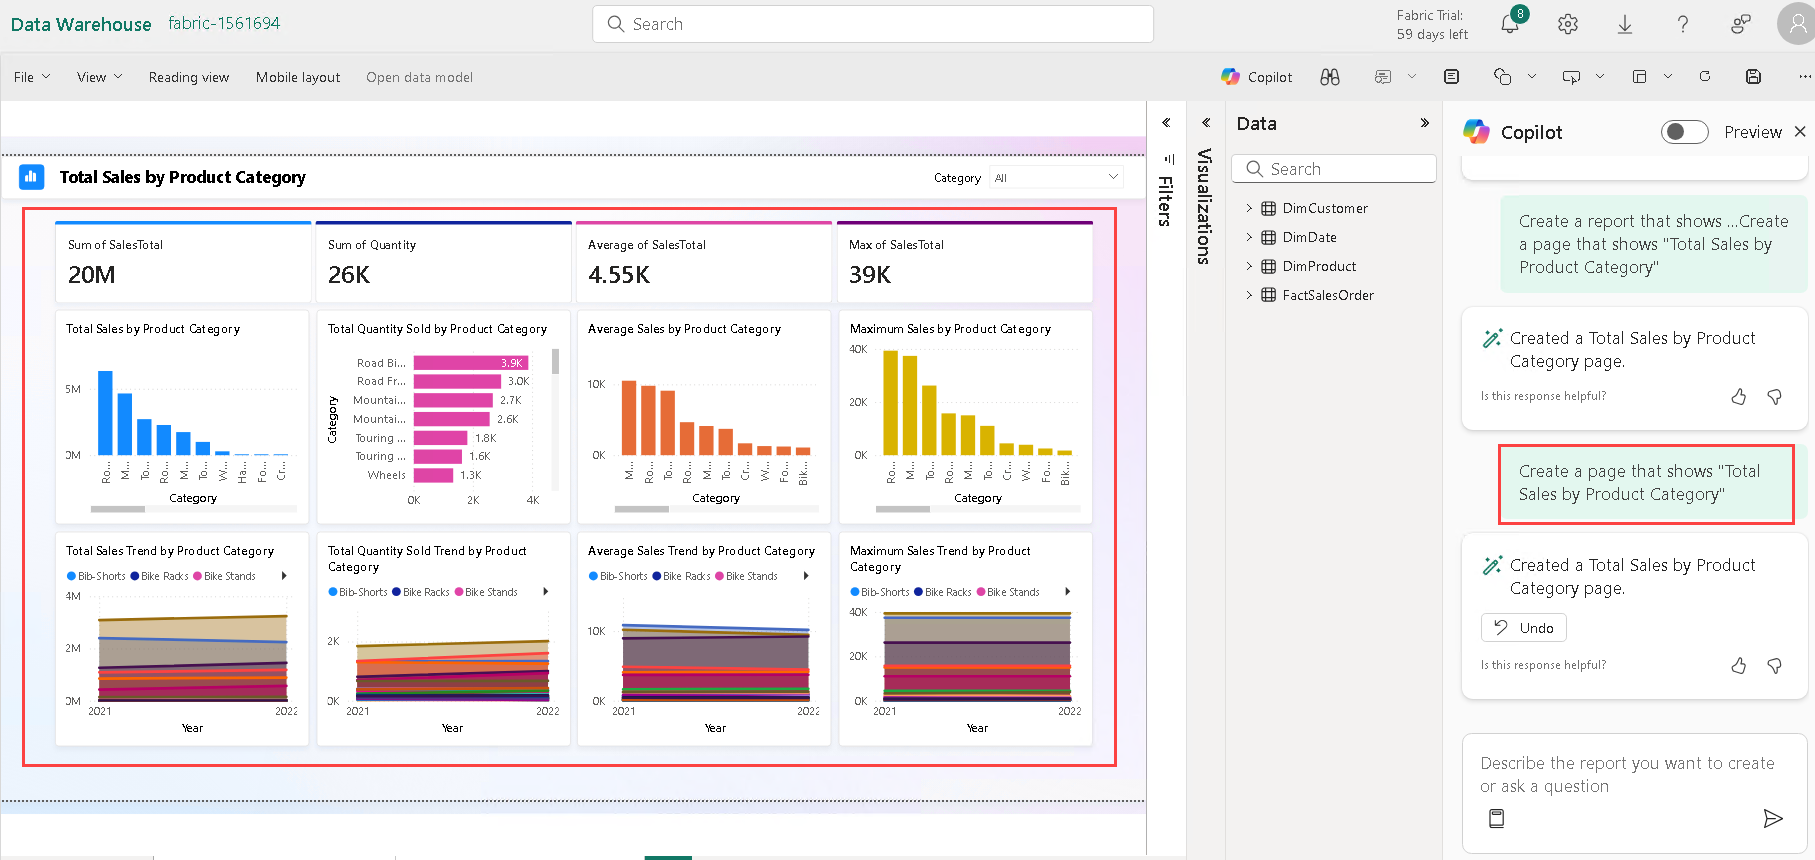 Data Warehouse fabric-1561694
Search
Fabric Trial:
59 days left
8
File View Reading view Mobile layout Open data model
Copilot
Total Sales by Product Category
Category All
Sum of SalesTotal
20M
Sum of Quantity
26K
Average of SalesTotal
4.55K
Max of SalesTotal
39K
Total Sales by Product Category
5M
0M
Ro...
M...
To...
Ro...
M...
To...
W...
Ha...
Fo...
Cr...
Category
Total Quantity Sold by Product Category
Category
Road Bi... 3.9K
Road Fr... 3.0K
Mountai... 2.7K
Mountai... 2.6K
Touring ... 1.8K
Touring ... 1.6K
Wheels 1.3K
0K 2K 4K
Average Sales by Product Category
10K
0K
M...
Ro...
To...
Ro...
M...
To...
Cr...
W...
Fo...
Bik...
Category
Maximum Sales by Product Category
40K
20K
0K
Ro...
M...
To...
Ro...
M...
To...
Cr...
W...
Fo...
Bik...
Category
Total Sales Trend by Product Category
Bib-Shorts Bike Racks Bike Stands
4M
2M
0M
2021 2022
Year
Total Quantity Sold Trend by Product
Category
Bib-Shorts Bike Racks Bike Stands
2K
0K
2021 2022
Year
Average Sales Trend by Product Category
Bib-Shorts Bike Racks Bike Stands
10K
0K
2021 2022
Year
Maximum Sales Trend by Product
Category
Bib-Shorts Bike Racks Bike Stands
40K
20K
0K
2021 2022
Year
Filters
Visualizations
Data
Search
DimCustomer
DimDate
DimProduct
FactSalesOrder
Copilot
Preview
Create a report that shows ...Create
a page that shows "Total Sales by
Product Category"
Created a Total Sales by Product
Category page.
Is this response helpful?
Create a page that shows "Total
Sales by Product Category"
Created a Total Sales by Product
Category page.
Undo
Is this response helpful?
Describe the report you want to create
or ask a question